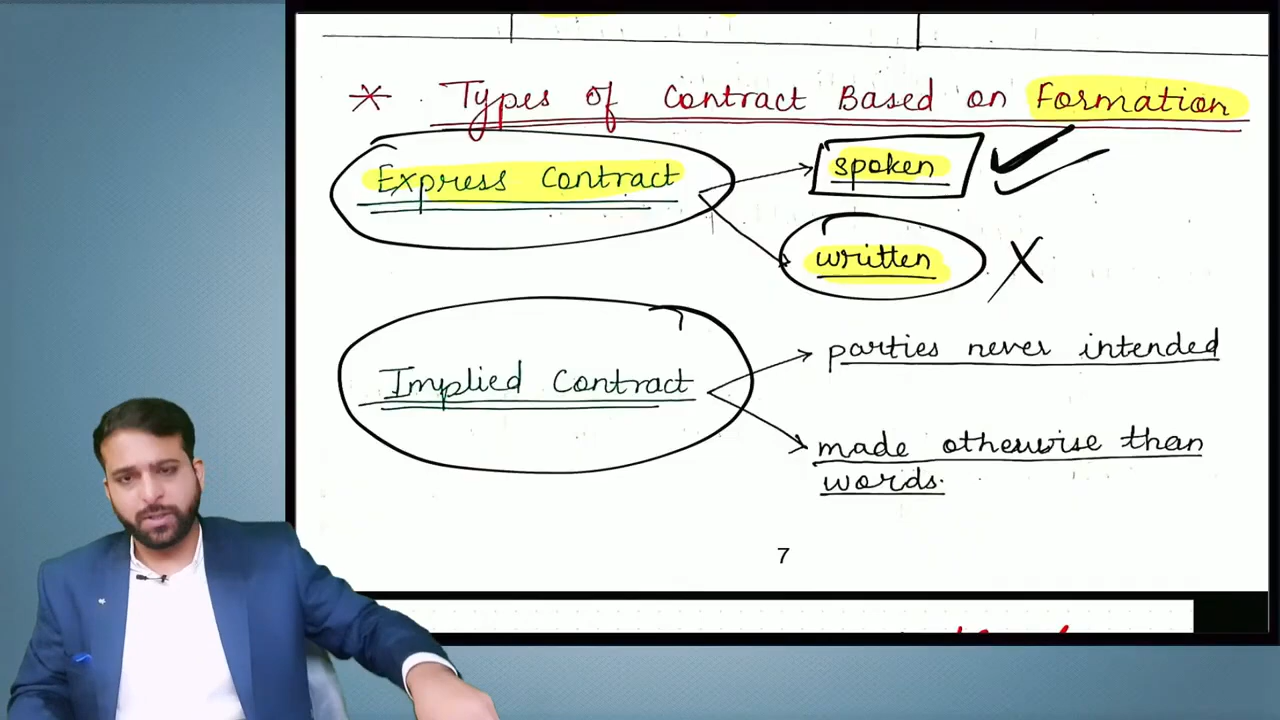 * Types of Contract Based on Formation
Express Contract
spoken
written
Implied Contract
parties never intended
made otherwise than
words.
7